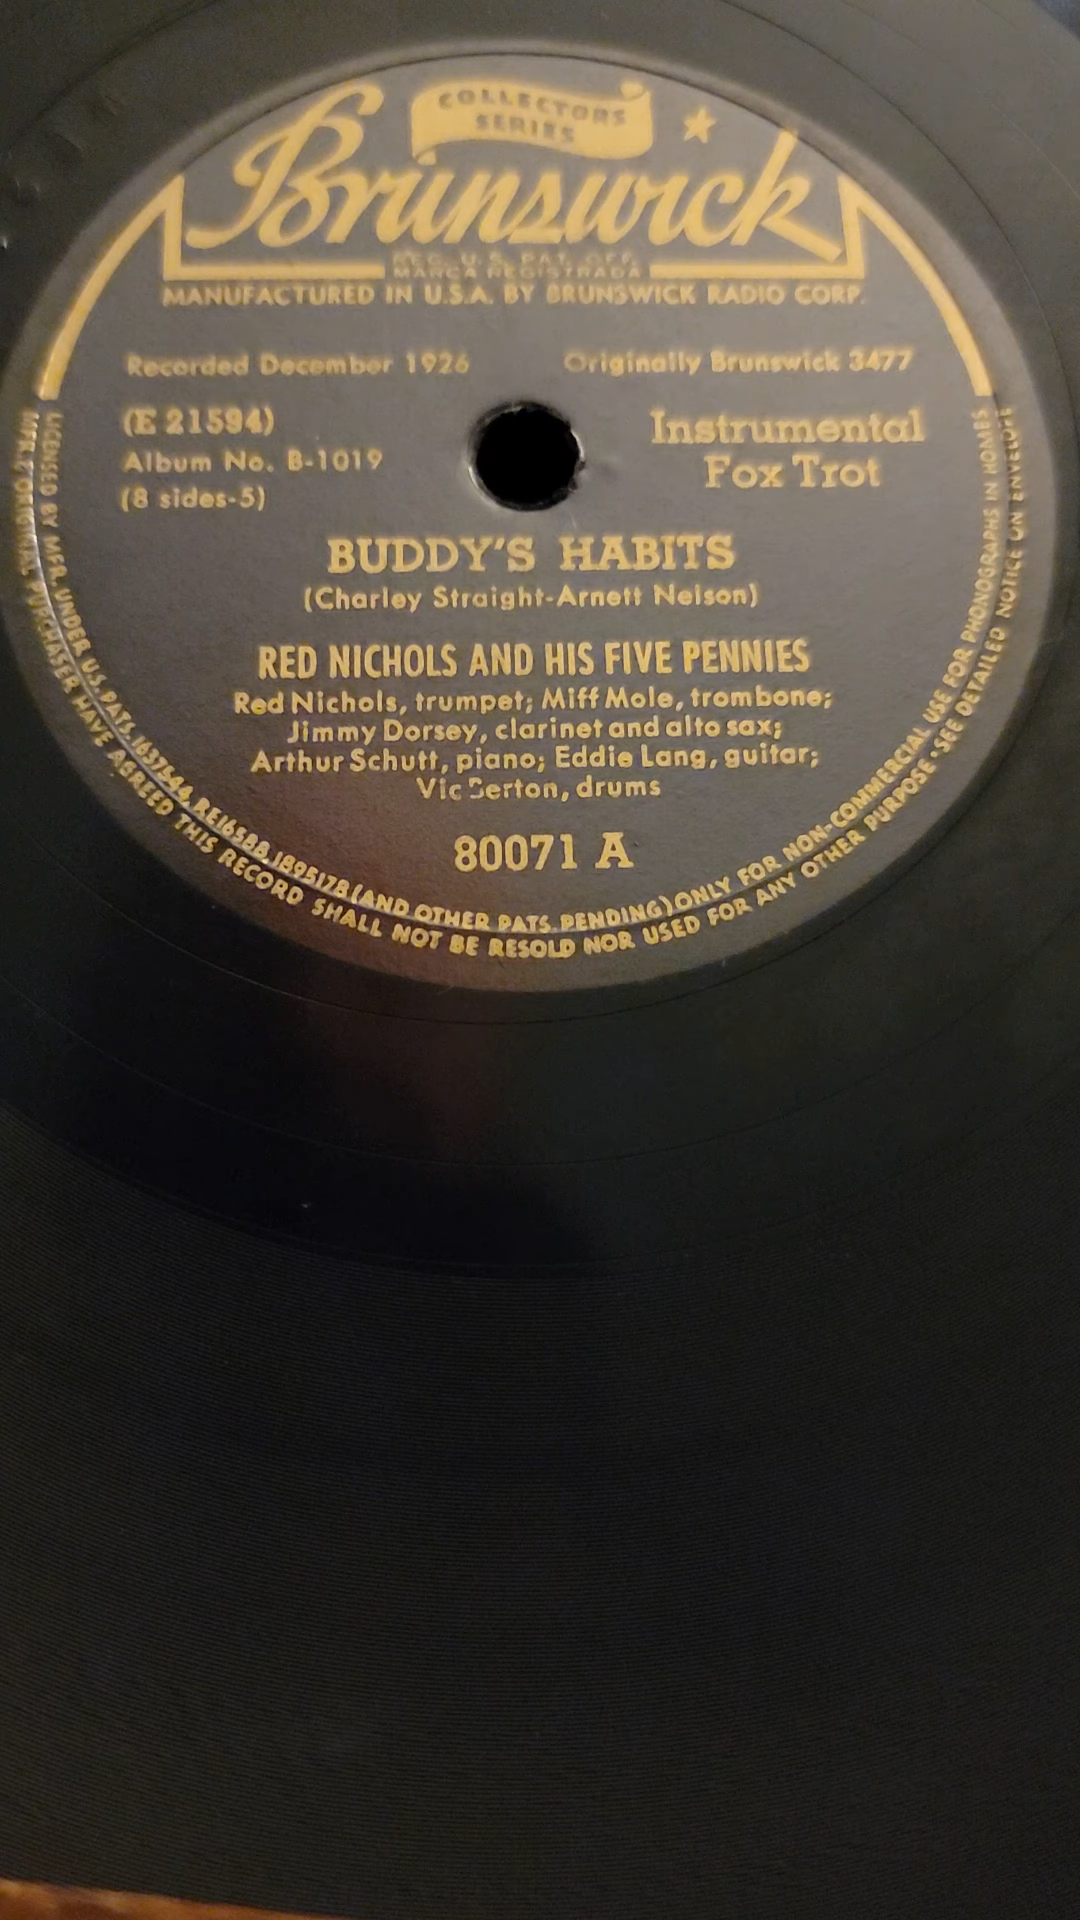 COLLECTORS
SERIES
Brunswick
REG. U.S. PAT. OFF.
MARCA REGISTRADA
MANUFACTURED IN U.S.A. BY BRUNSWICK RADIO CORP.
Recorded December 1926
Originally Brunswick 3477
(E 21594)
Album No. B-1019
(8 sides-5)
Instrumental
Fox Trot
BUDDY'S HABITS
(Charley Straight-Arnett Nelson)
RED NICHOLS AND HIS FIVE PENNIES
Red Nichols, trumpet; Miff Mole, trombone;
Jimmy Dorsey, clarinet and alto sax;
Arthur Schutt, piano; Eddie Lang, guitar;
Vic Berton, drums
80071 A
LICENSED BY MFR. UNDER U.S. PATS. 1637544, RE16588, 1895178 (AND OTHER PATS. PENDING) ONLY FOR NON-COMMERCIAL USE FOR PHONOGRAPHS IN HOMES
MFR. & ORIGINAL PURCHASER HAVE AGREED THIS RECORD SHALL NOT BE RESOLD NOR USED FOR ANY OTHER PURPOSE • SEE DETAILED NOTICE ON ENVELOPE